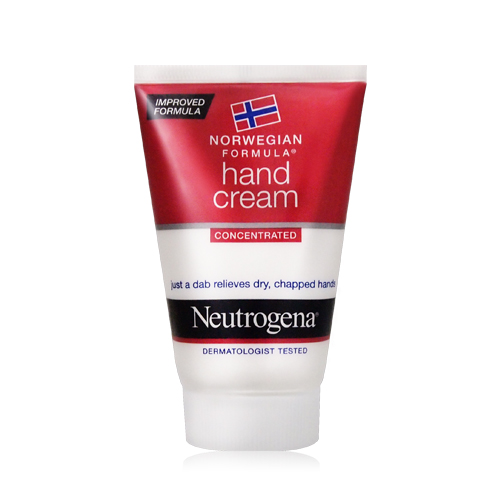 IMPROVED
FORMULA
NORWEGIAN
FORMULA®
hand
cream
CONCENTRATED
just a dab relieves dry, chapped hands
Neutrogena®
DERMATOLOGIST TESTED